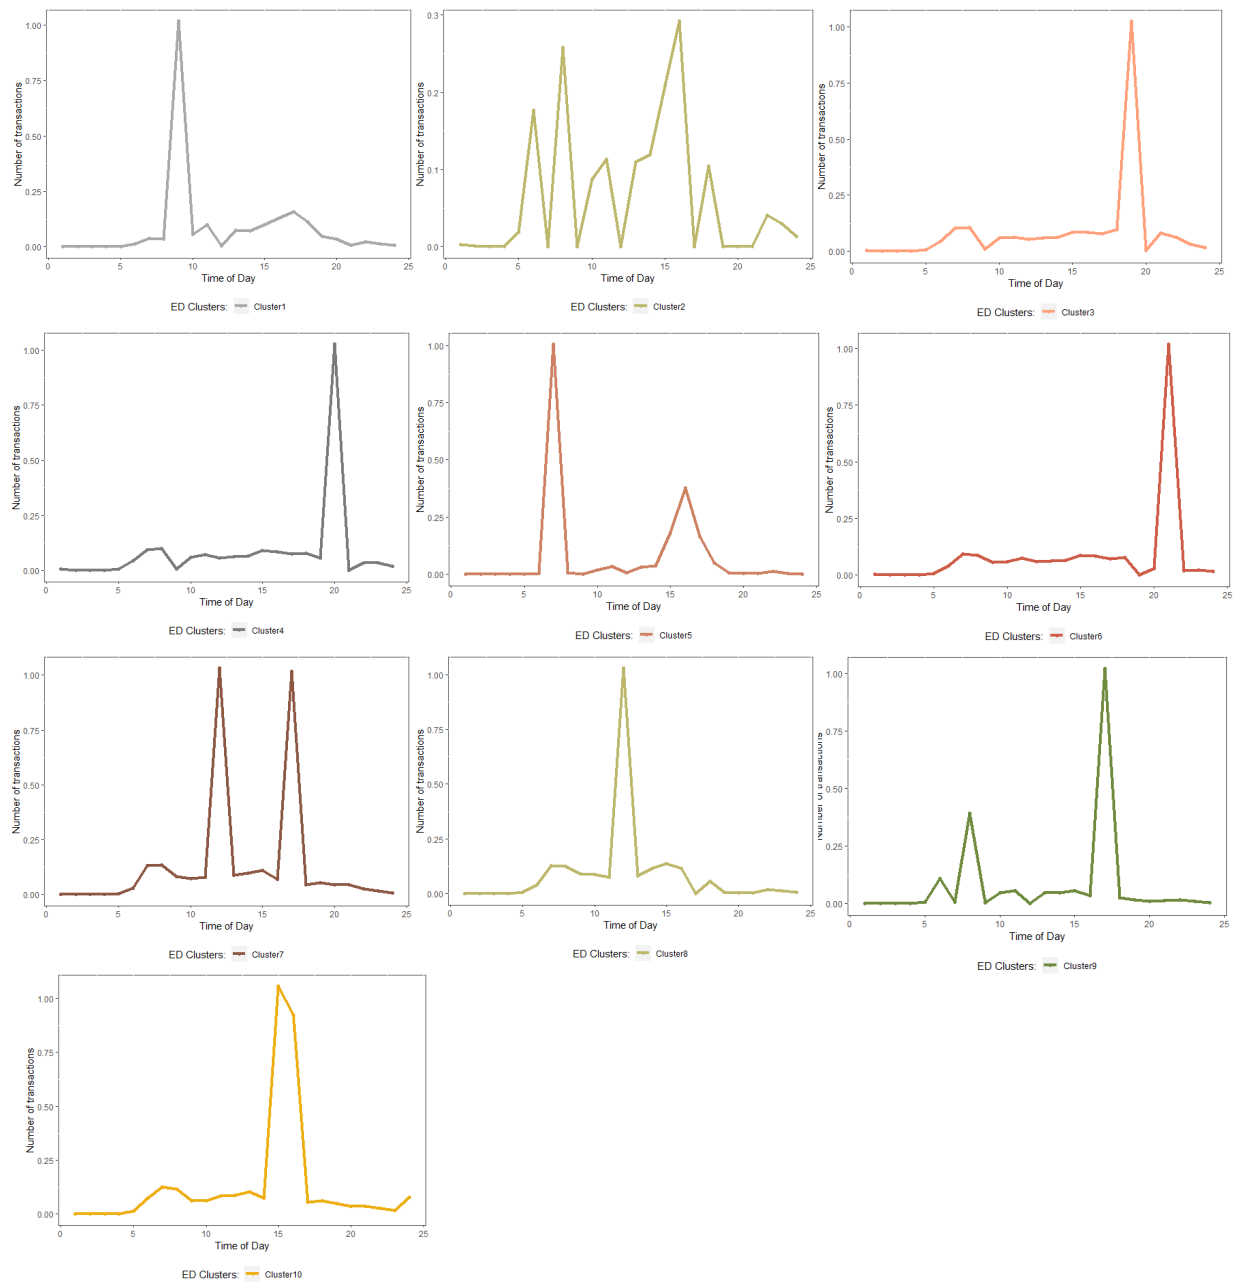 1.00
0.75
0.50
0.25
0.00
Number of transactions
0 5 10 15 20 25
Time of Day
ED Clusters: Cluster1
0.3
0.2
0.1
0.0
Number of transactions
5 10 15 20 25
Time of Day
ED Clusters: Cluster2
1.00
0.75
0.50
0.25
0.00
Number of transactions
0 5 10 15 20 25
Time of Day
ED Clusters: Cluster3
1.00
0.75
0.50
0.25
0.00
Number of transactions
0 5 10 15 20 25
Time of Day
ED Clusters: Cluster4
1.00
0.75
0.50
0.25
0.00
Number of transactions
0 5 10 15 20 25
Time of Day
ED Clusters: Cluster5
1.00
0.75
0.50
0.25
0.00
Number of transactions
0 5 10 15 20 25
Time of Day
ED Clusters: Cluster6
1.00
0.75
0.50
0.25
0.00
Number of transactions
0 5 10 15 20 25
Time of Day
ED Clusters: Cluster7
1.00
0.75
0.50
0.25
0.00
Number of transactions
0 5 10 15 20 25
Time of Day
ED Clusters: Cluster8
1.00
0.75
0.50
0.25
0.00
Number of transactions
0 5 10 15 20 25
Time of Day
ED Clusters: Cluster9
1.00
0.75
0.50
0.25
0.00
Number of transactions
0 5 10 15 20 25
Time of Day
ED Clusters: Cluster10